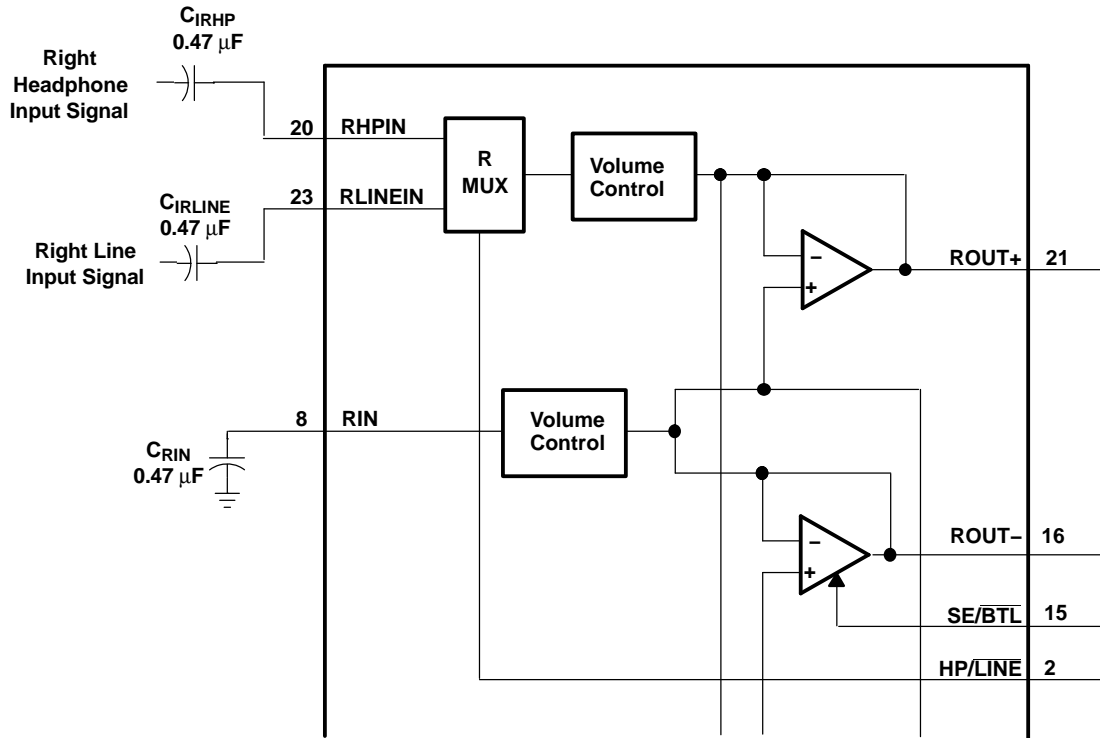 CIRHP
0.47 μF
Right
Headphone
Input Signal
20
RHPIN
R
MUX
Volume
Control
23
RLINEIN
CIRLINE
0.47 μF
Right Line
Input Signal
−
+
ROUT+
21
8
RIN
Volume
Control
CRIN
0.47 μF
−
+
ROUT−
16
SE/B̅T̅L̅
15
HP/L̅I̅N̅E̅
2